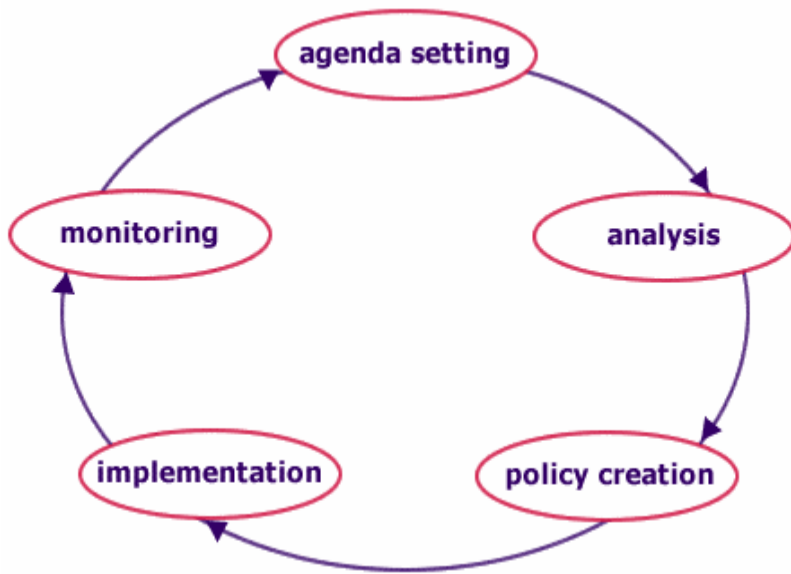 agenda setting
analysis
policy creation
implementation
monitoring